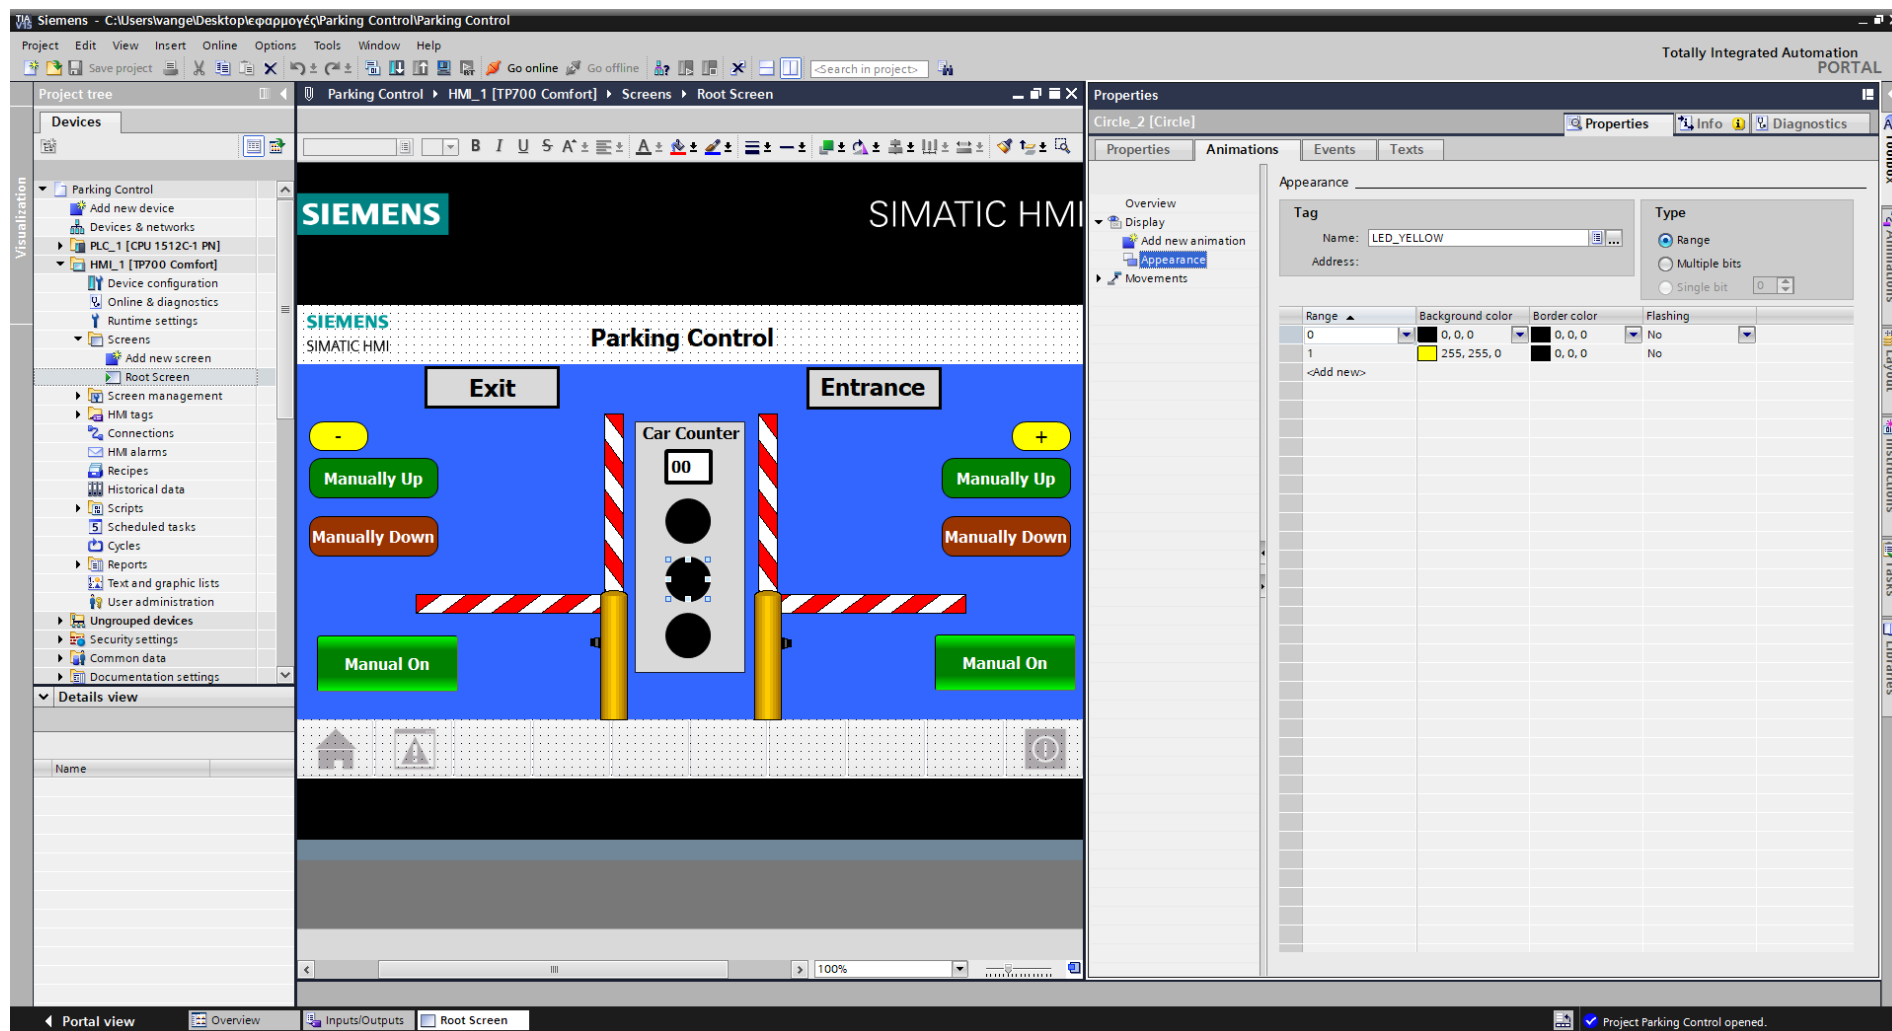 Siemens - C:\Users\vange\Desktop\εφαρμογές\Parking Control\Parking Control
Project Edit View Insert Online Options Tools Window Help
Totally Integrated Automation
PORTAL
Save project
Go online
Go offline
<Search in project>
Project tree
Devices
Visualization
Parking Control
Add new device
Devices & networks
PLC_1 [CPU 1512C-1 PN]
HMI_1 [TP700 Comfort]
Device configuration
Online & diagnostics
Runtime settings
Screens
Add new screen
Root Screen
Screen management
HMI tags
Connections
HMI alarms
Recipes
Historical data
Scripts
Scheduled tasks
Cycles
Reports
Text and graphic lists
User administration
Ungrouped devices
Security settings
Common data
Documentation settings
Details view
Name
Parking Control HMI_1 [TP700 Comfort] Screens Root Screen
B I U S
SIEMENS
SIMATIC HMI
SIEMENS
SIMATIC HMI
Parking Control
Exit
Entrance
-
+
Car Counter
00
Manually Up
Manually Up
Manually Down
Manually Down
Manual On
Manual On
100%
Properties
Circle_2 [Circle]
Properties
Info
Diagnostics
Properties
Animations
Events
Texts
Overview
Display
Add new animation
Appearance
Movements
Appearance
Tag
Name: LED_YELLOW
Address:
Type
Range
Multiple bits
Single bit 0
Range Background color Border color Flashing
0 0, 0, 0 0, 0, 0 No
1 255, 255, 0 0, 0, 0 No
<Add new>
Toolbox
Animations
Layout
Instructions
Tasks
Libraries
Portal view
Overview
Inputs/Outputs
Root Screen
Project Parking Control opened.